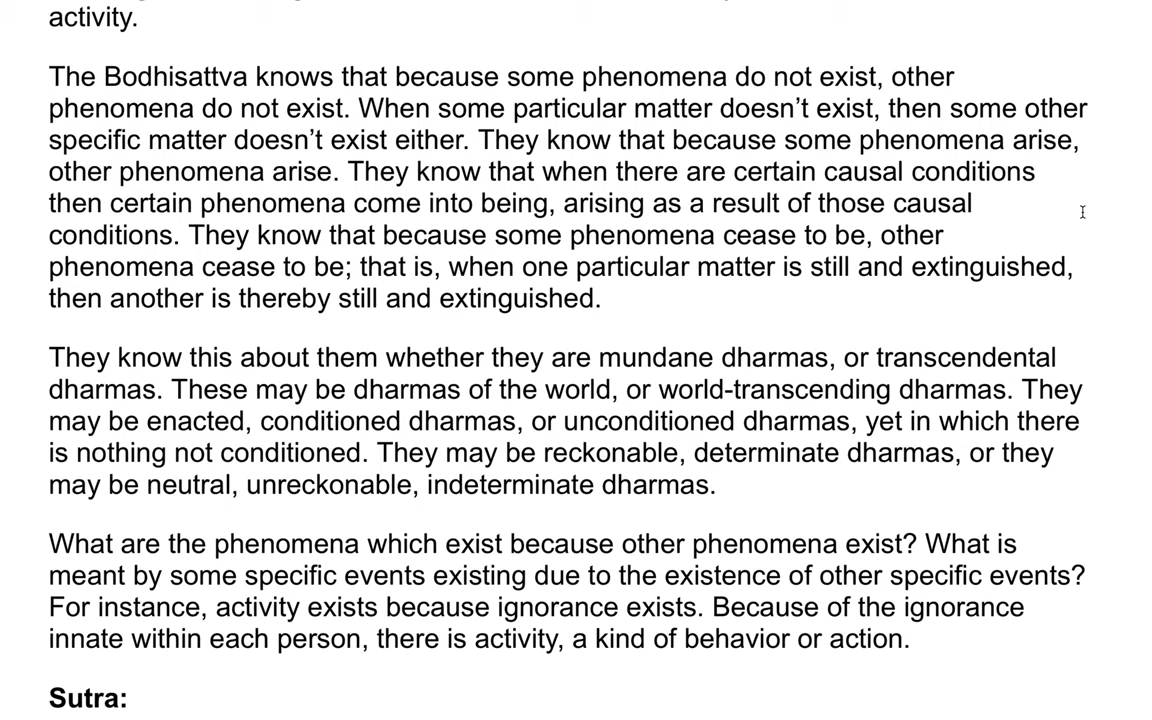 activity.
The Bodhisattva knows that because some phenomena do not exist, other
phenomena do not exist. When some particular matter doesn’t exist, then some other
specific matter doesn’t exist either. They know that because some phenomena arise,
other phenomena arise. They know that when there are certain causal conditions
then certain phenomena come into being, arising as a result of those causal
conditions. They know that because some phenomena cease to be, other
phenomena cease to be; that is, when one particular matter is still and extinguished,
then another is thereby still and extinguished.
They know this about them whether they are mundane dharmas, or transcendental
dharmas. These may be dharmas of the world, or world-transcending dharmas. They
may be enacted, conditioned dharmas, or unconditioned dharmas, yet in which there
is nothing not conditioned. They may be reckonable, determinate dharmas, or they
may be neutral, unreckonable, indeterminate dharmas.
What are the phenomena which exist because other phenomena exist? What is
meant by some specific events existing due to the existence of other specific events?
For instance, activity exists because ignorance exists. Because of the ignorance
innate within each person, there is activity, a kind of behavior or action.
Sutra: